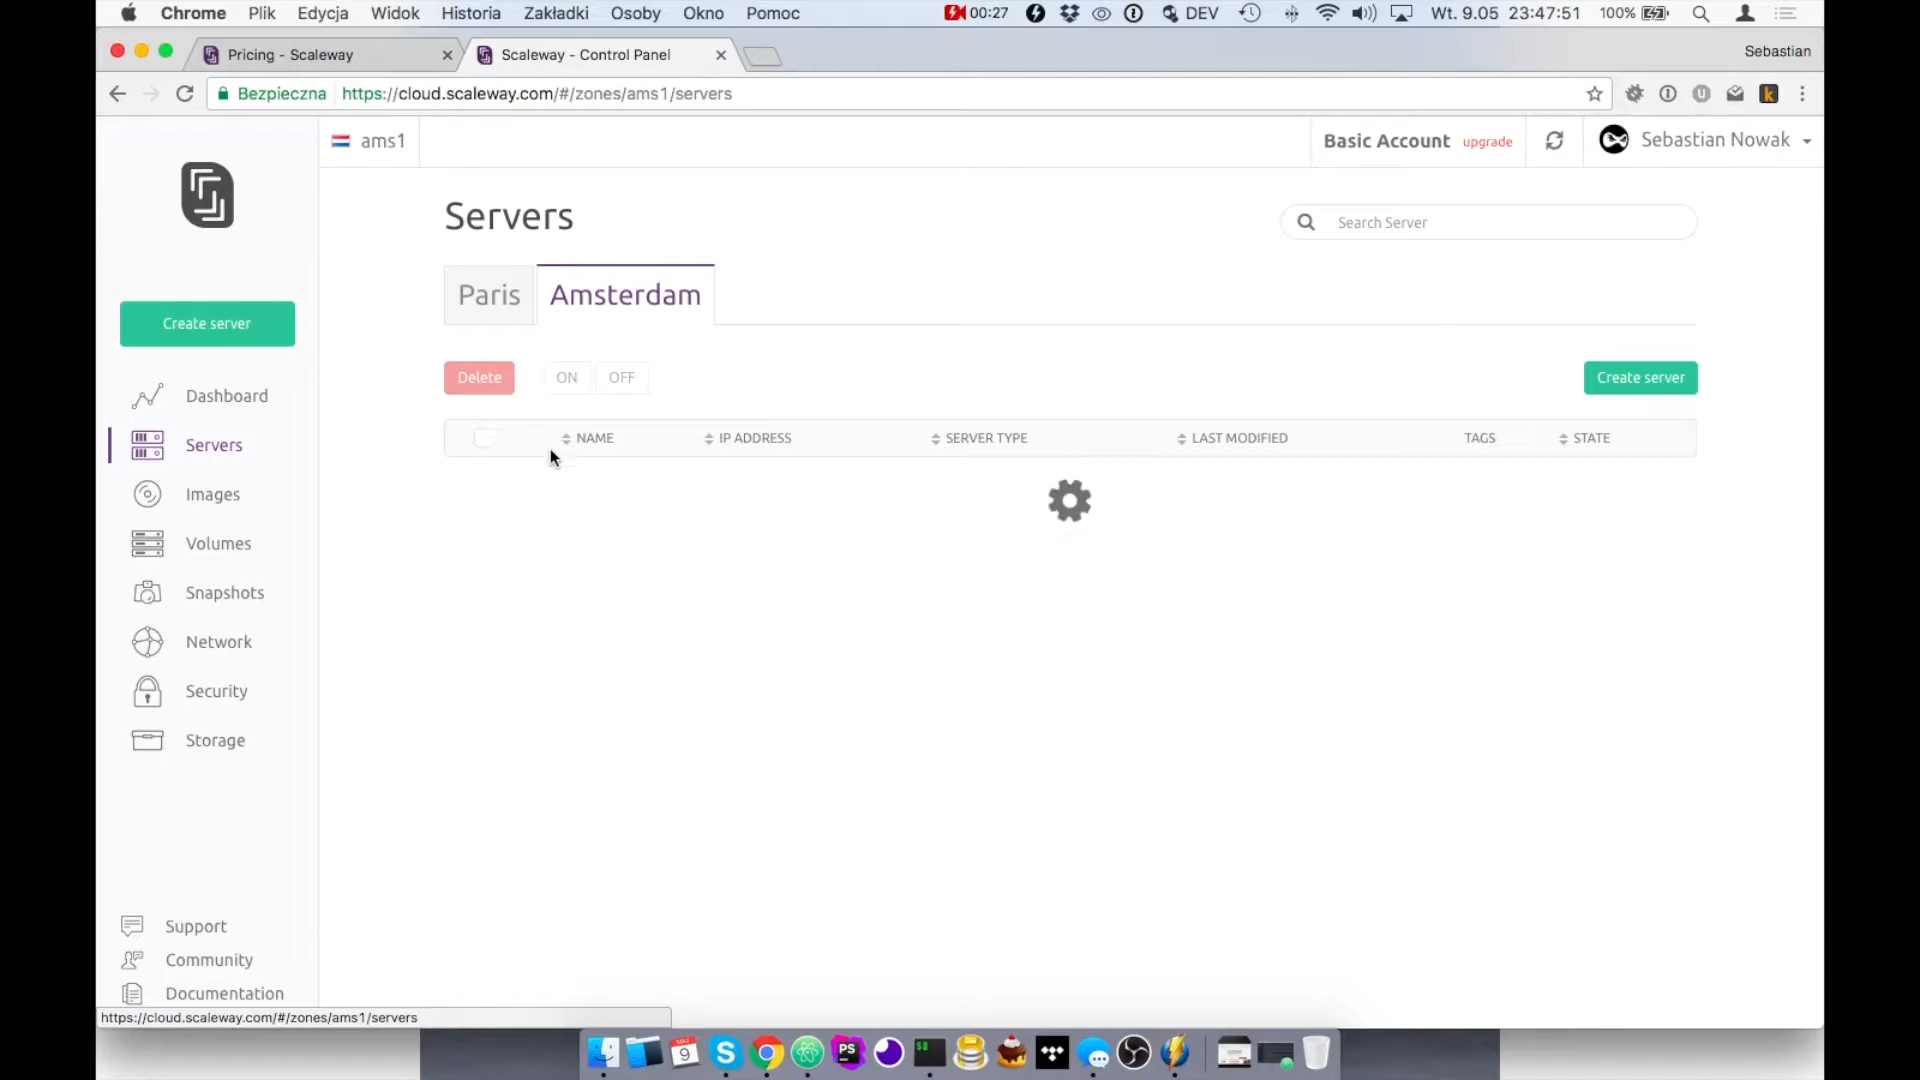 Chrome Plik Edycja Widok Historia Zakładki Osoby Okno Pomoc 00:27 DEV Wt. 9.05 23:47:51 100%
Pricing - Scaleway Scaleway - Control Panel Sebastian
Bezpieczna https://cloud.scaleway.com/#/zones/ams1/servers
ams1 Basic Account upgrade Sebastian Nowak
Servers Search Server
Paris Amsterdam
Create server
Delete ON OFF Create server
Dashboard
NAME IP ADDRESS SERVER TYPE LAST MODIFIED TAGS STATE
Servers
Images
Volumes
Snapshots
Network
Security
Storage
Support
Community
Documentation
https://cloud.scaleway.com/#/zones/ams1/servers
9 S PS $